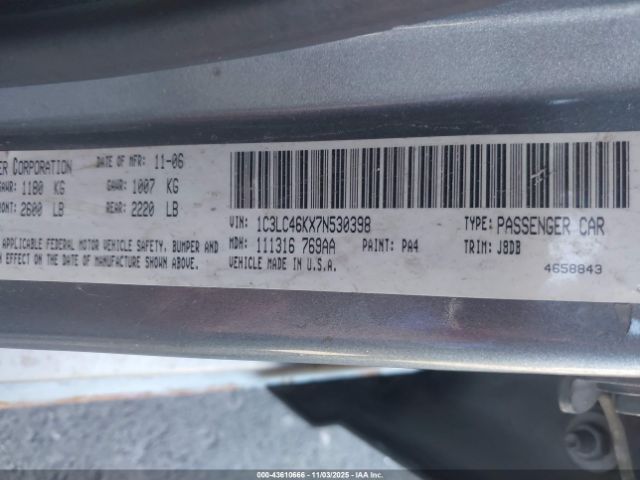 ER CORPORATION DATE OF MFR 11-06
GAWR 1180 KG GAWR 1007 KG
FRONT 2600 LB REAR 2220 LB
VIN: 1C3LC46KX7N530398 TYPE: PASSENGER CAR
APPLICABLE FEDERAL MOTOR VEHICLE SAFETY, BUMPER AND
MDH: 111316 769AA PAINT: PA4 TRIM: J8DB
N EFFECT ON THE DATE OF MANUFACTURE SHOWN ABOVE.
VEHICLE MADE IN U.S.A.
4658843
43610666 - 11/03/2025 - IAA Inc.